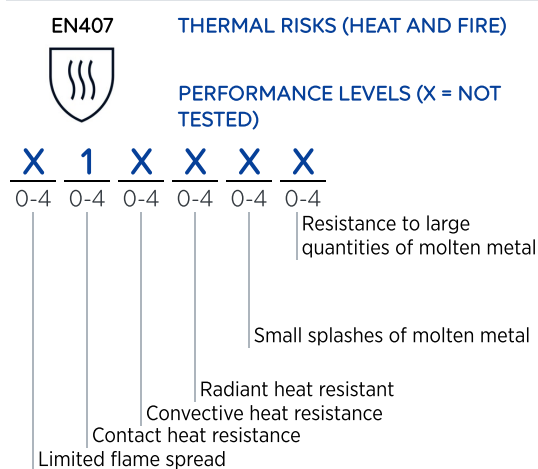 EN407
THERMAL RISKS (HEAT AND FIRE)
PERFORMANCE LEVELS (X = NOT
TESTED)
X 1 X X X X
0-4 0-4 0-4 0-4 0-4 0-4
Resistance to large
quantities of molten metal
Small splashes of molten metal
Radiant heat resistant
Convective heat resistance
Contact heat resistance
Limited flame spread